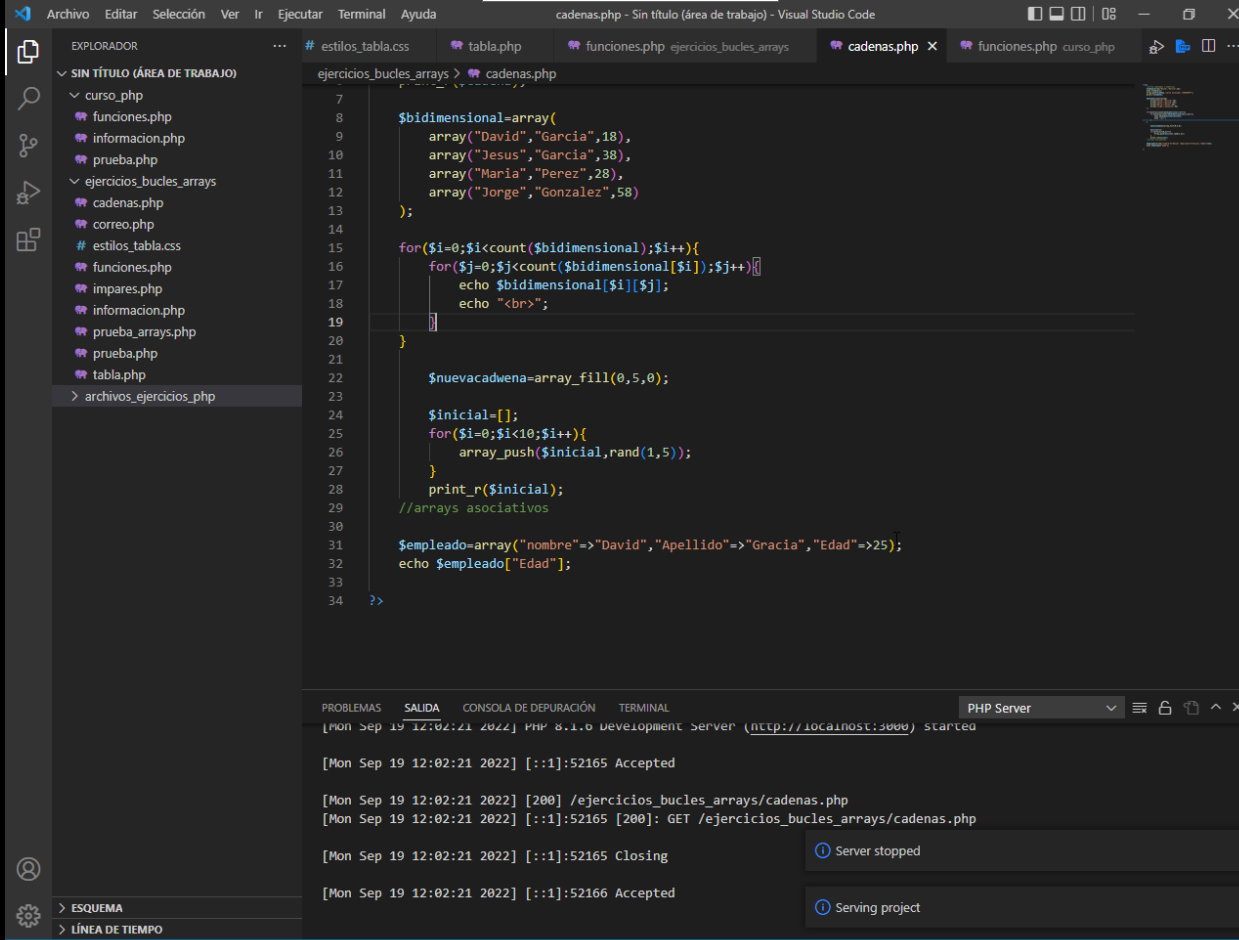 Archivo Editar Selección Ver Ir Ejecutar Terminal Ayuda
cadenas.php - Sin título (área de trabajo) - Visual Studio Code
EXPLORADOR
# estilos_tabla.css
tabla.php
funciones.php ejercicios_bucles_arrays
cadenas.php
funciones.php curso_php
SIN TÍTULO (ÁREA DE TRABAJO)
curso_php
funciones.php
informacion.php
prueba.php
ejercicios_bucles_arrays
cadenas.php
correo.php
# estilos_tabla.css
funciones.php
impares.php
informacion.php
prueba_arrays.php
prueba.php
tabla.php
archivos_ejercicios_php
ESQUEMA
LÍNEA DE TIEMPO
ejercicios_bucles_arrays > cadenas.php
7
8 $bidimensional=array(
9 array("David","Garcia",18),
10 array("Jesus","Garcia",38),
11 array("Maria","Perez",28),
12 array("Jorge","Gonzalez",58)
13 );
14
15 for($i=0;$i<count($bidimensional);$i++){
16 for($j=0;$j<count($bidimensional[$i]);$j++){
17 echo $bidimensional[$i][$j];
18 echo "<br>";
19 }
20 }
21
22 $nuevacadwena=array_fill(0,5,0);
23
24 $inicial=[];
25 for($i=0;$i<10;$i++){
26 array_push($inicial,rand(1,5));
27 }
28 print_r($inicial);
29 //arrays asociativos
30
31 $empleado=array("nombre"=>"David","Apellido"=>"Gracia","Edad"=>25);
32 echo $empleado["Edad"];
33
34 ?>
PROBLEMAS SALIDA CONSOLA DE DEPURACIÓN TERMINAL
PHP Server
[Mon Sep 19 12:02:21 2022] PHP 8.1.6 Development Server (http://localhost:3000) started
[Mon Sep 19 12:02:21 2022] [::1]:52165 Accepted
[Mon Sep 19 12:02:21 2022] [200] /ejercicios_bucles_arrays/cadenas.php
[Mon Sep 19 12:02:21 2022] [::1]:52165 [200]: GET /ejercicios_bucles_arrays/cadenas.php
[Mon Sep 19 12:02:21 2022] [::1]:52165 Closing
[Mon Sep 19 12:02:21 2022] [::1]:52166 Accepted
Server stopped
Serving project